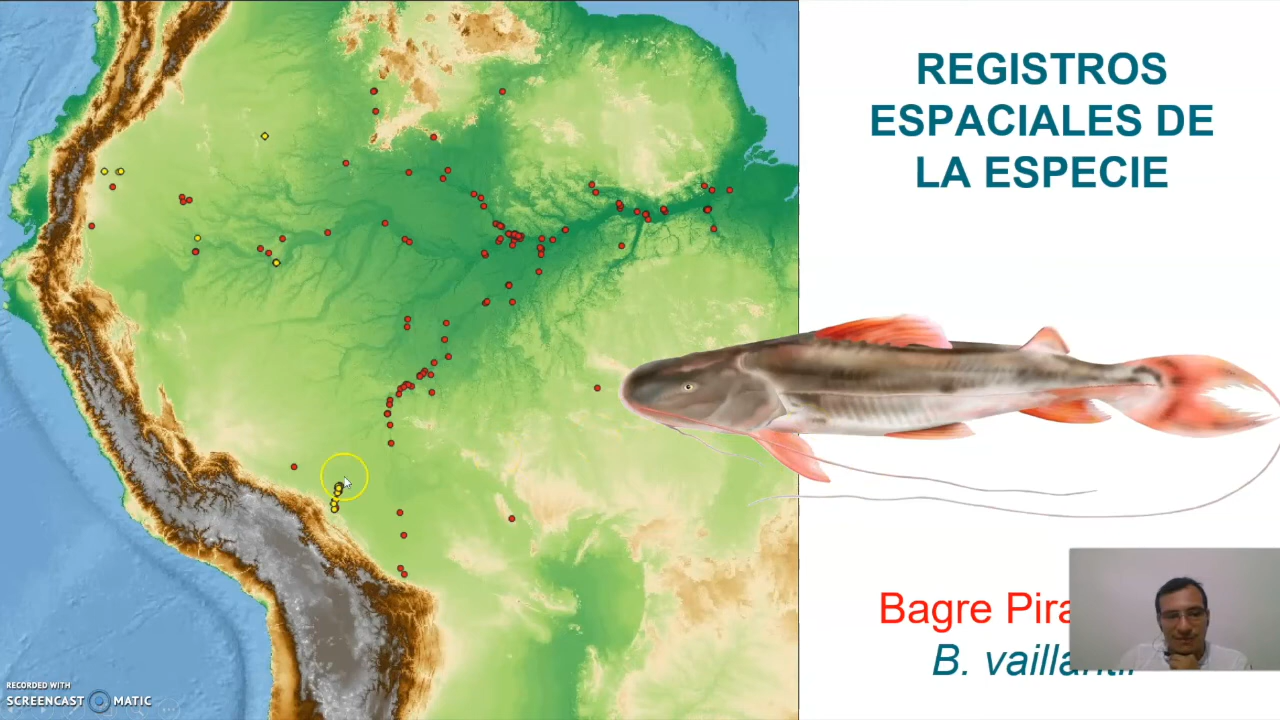 REGISTROS
ESPACIALES DE
LA ESPECIE
Bagre
B.
RECORDED WITH
SCREENCAST MATIC